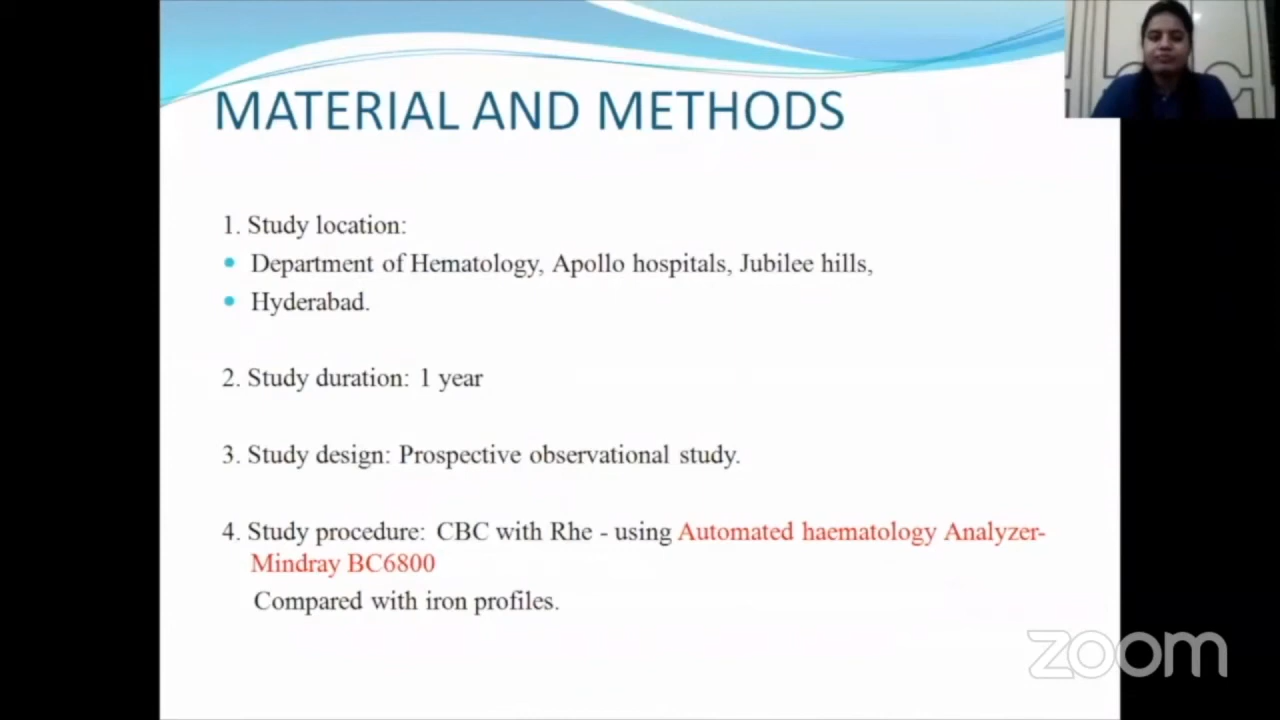 MATERIAL AND METHODS
1. Study location:
• Department of Hematology, Apollo hospitals, Jubilee hills,
• Hyderabad.
2. Study duration: 1 year
3. Study design: Prospective observational study.
4. Study procedure: CBC with Rhe - using Automated haematology Analyzer-
Mindray BC6800
Compared with iron profiles.
zoom